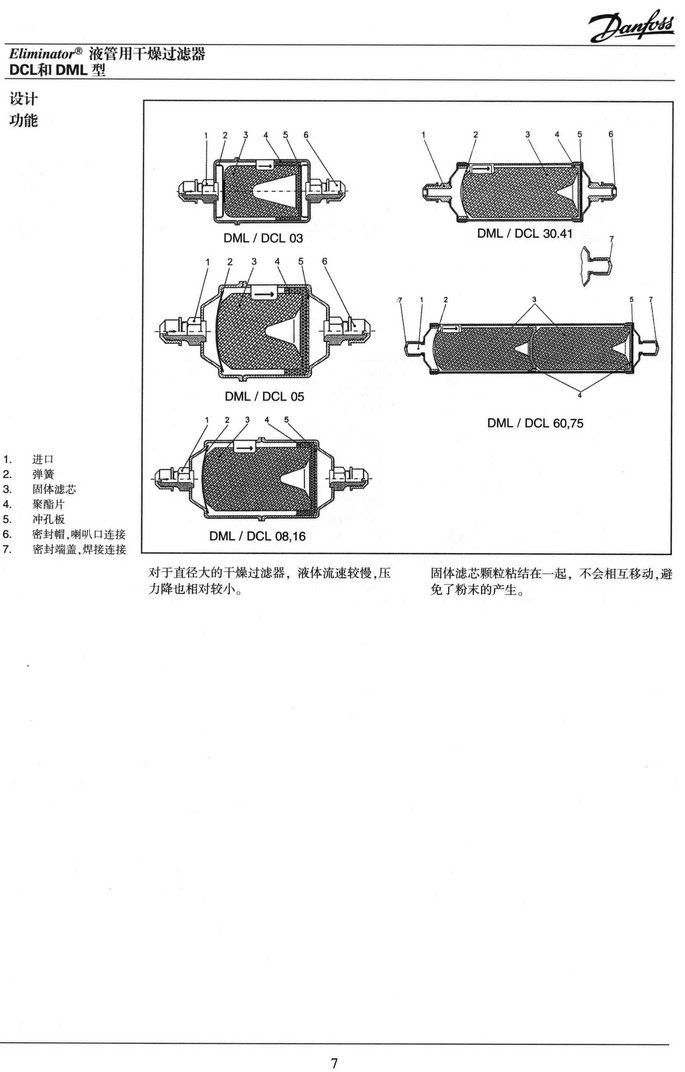 Danfoss
Eliminator® 液管用干燥过滤器
DCL和 DML 型
设计
功能
1 2 3 4 5 6
DML / DCL 03
1 2 3 4 5 6
DML / DCL 30.41
7
1 2 3 4 5 6
DML / DCL 05
7 1 2 3 5 7
4
DML / DCL 60,75
1 2 3 4 5
DML / DCL 08,16
1. 进口
2. 弹簧
3. 固体滤芯
4. 聚酯片
5. 冲孔板
6. 密封帽,喇叭口连接
7. 密封端盖,焊接连接
对于直径大的干燥过滤器，液体流速较慢,压
力降也相对较小。
固体滤芯颗粒粘结在一起，不会相互移动,避
免了粉末的产生。
7